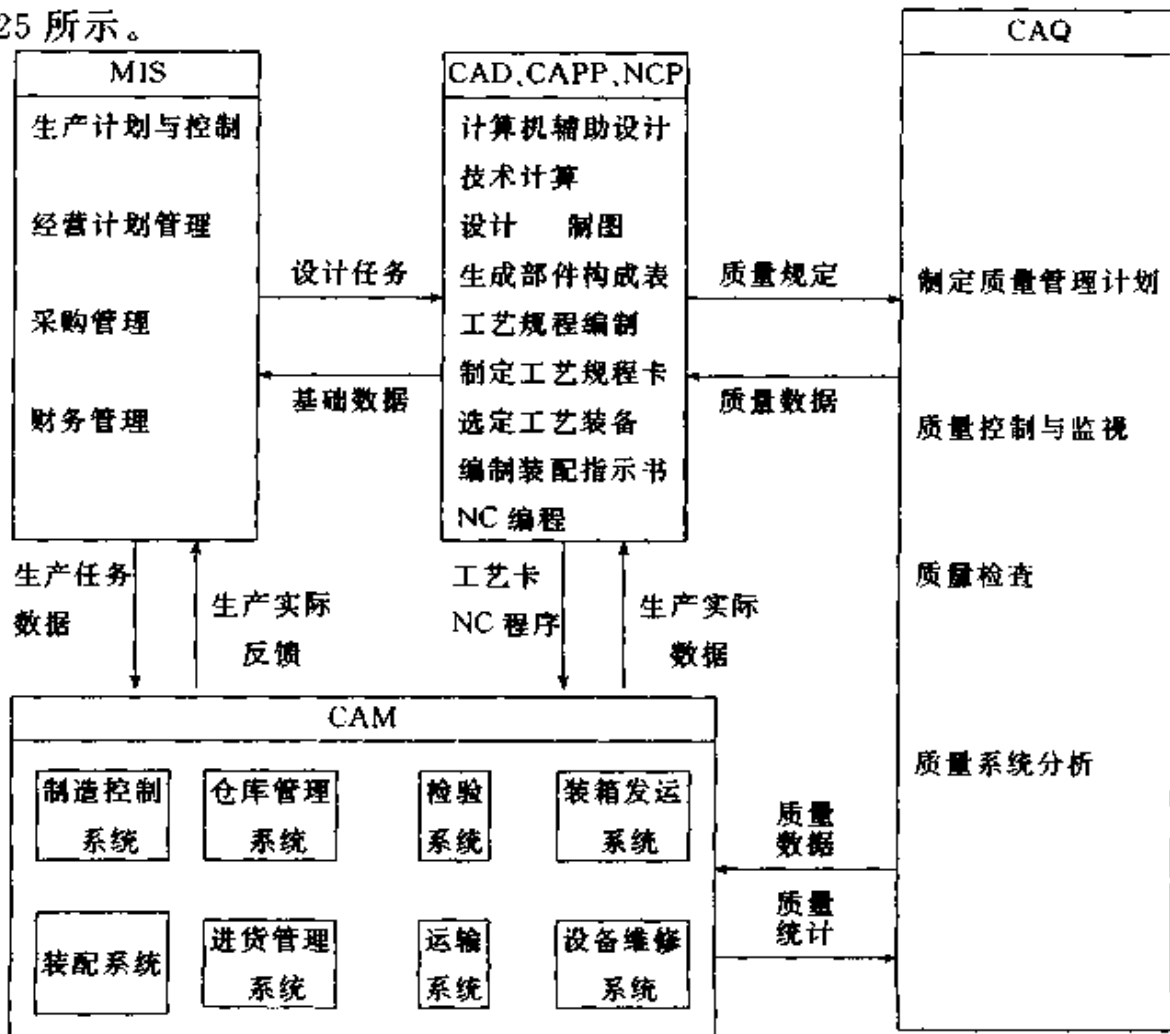 25 所示。
MIS
生产计划与控制
经营计划管理
采购管理
财务管理
CAD、CAPP、NCP
计算机辅助设计
技术计算
设计 制图
生成部件构成表
工艺规程编制
制定工艺规程卡
选定工艺装备
编制装配指示书
NC 编程
CAQ
制定质量管理计划
质量控制与监视
质量检查
质量系统分析
设计任务
基础数据
质量规定
质量数据
生产任务
数据
生产实际
反馈
工艺卡
NC 程序
生产实际
数据
CAM
制造控制
系统
仓库管理
系统
检验
系统
装箱发运
系统
装配系统
进货管理
系统
运输
系统
设备维修
系统
质量
数据
质量
统计